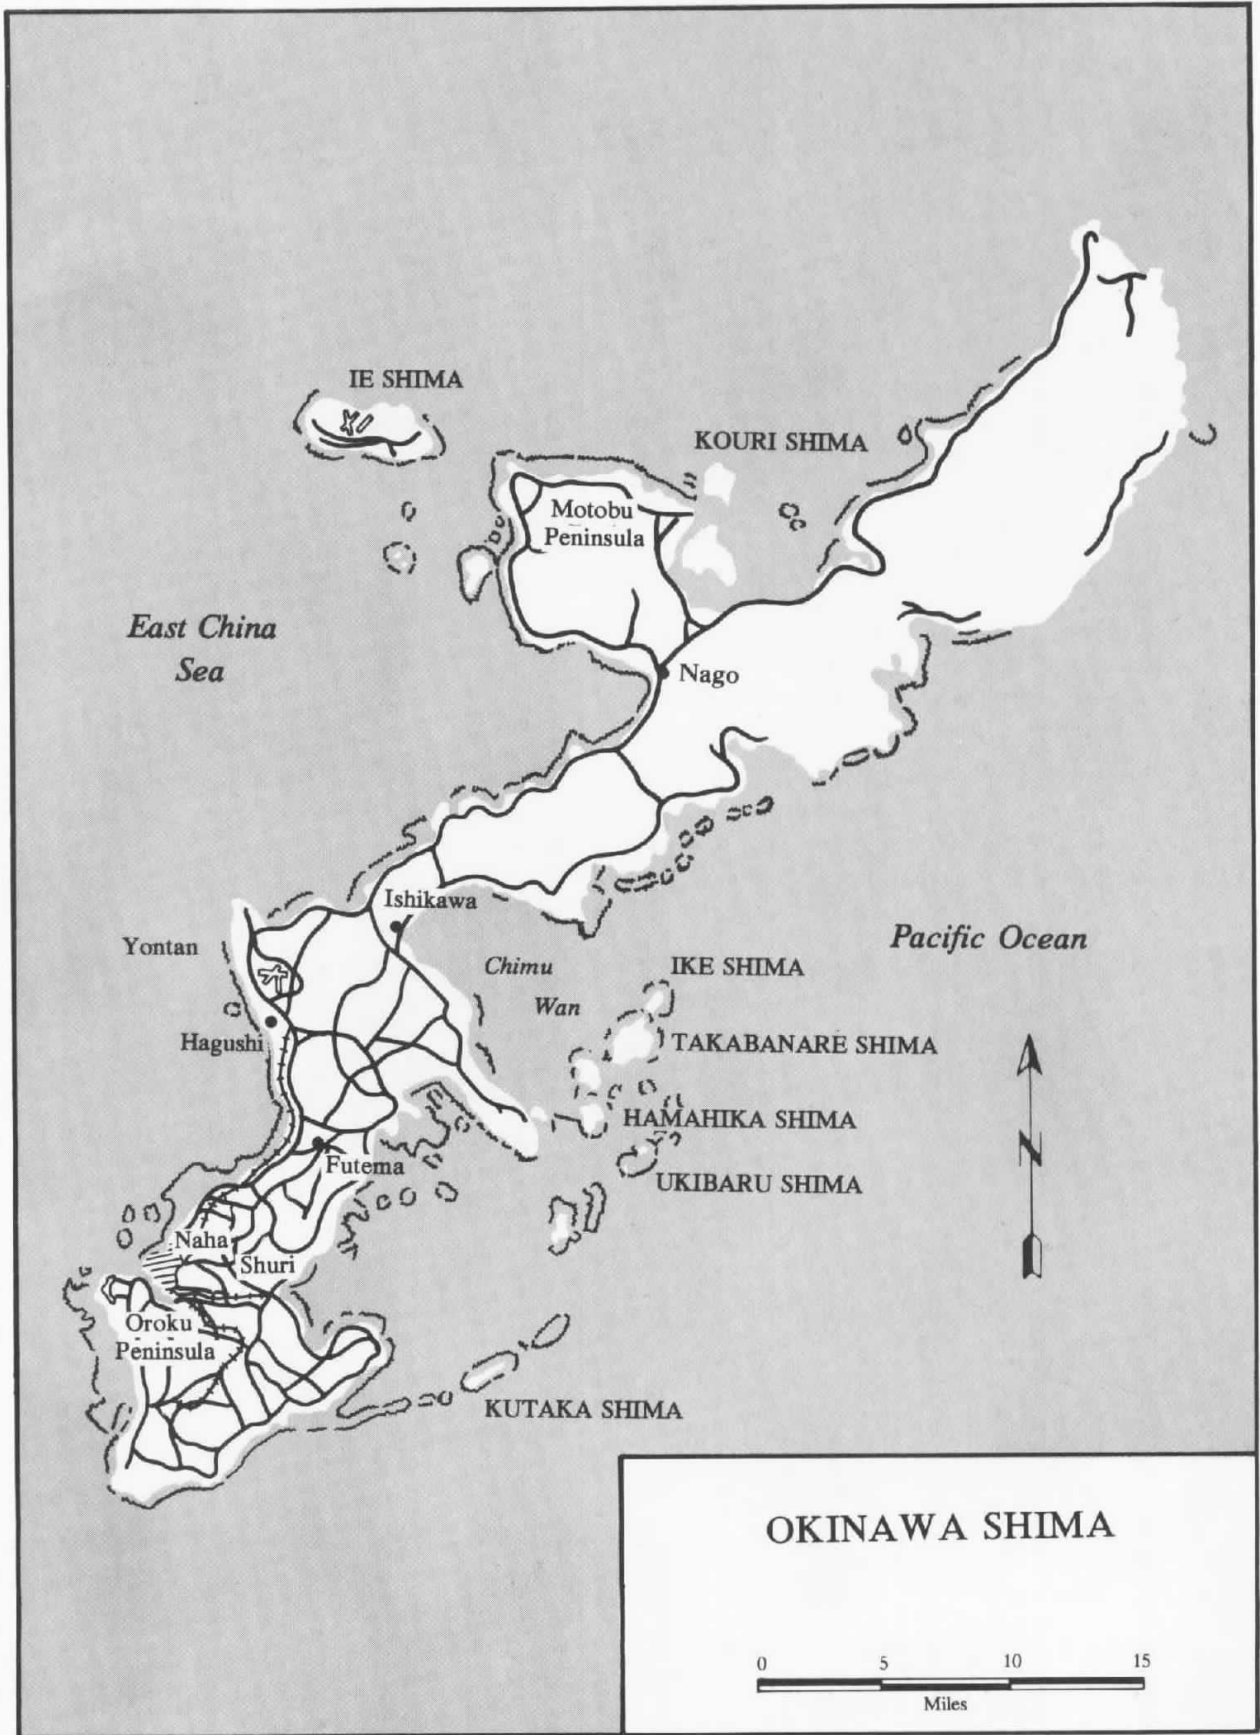 IE SHIMA
KOURI SHIMA
Motobu
Peninsula
East China
Sea
Nago
Ishikawa
Yontan
Chimu
Wan
Pacific Ocean
IKE SHIMA
Hagushi
TAKABANARE SHIMA
HAMAHIKA SHIMA
N
Futema
UKIBARU SHIMA
Naha
Shuri
Oroku
Peninsula
KUTAKA SHIMA
OKINAWA SHIMA
0 5 10 15
Miles